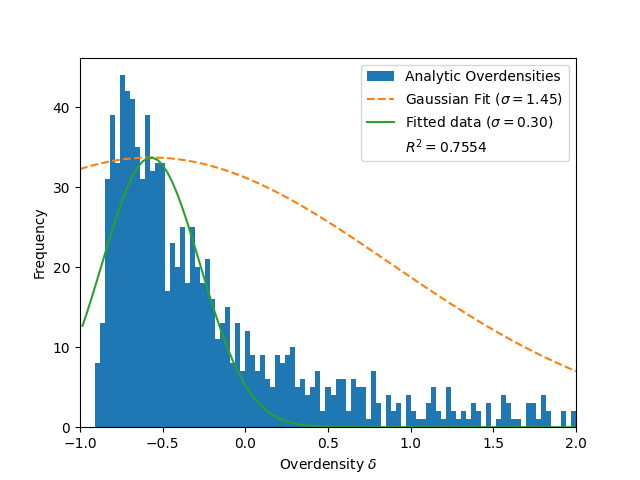 Analytic Overdensities
Gaussian Fit (σ = 1.45)
Fitted data (σ = 0.30)
R² = 0.7554
Frequency
40
30
20
10
0
−1.0 −0.5 0.0 0.5 1.0 1.5 2.0
Overdensity δ